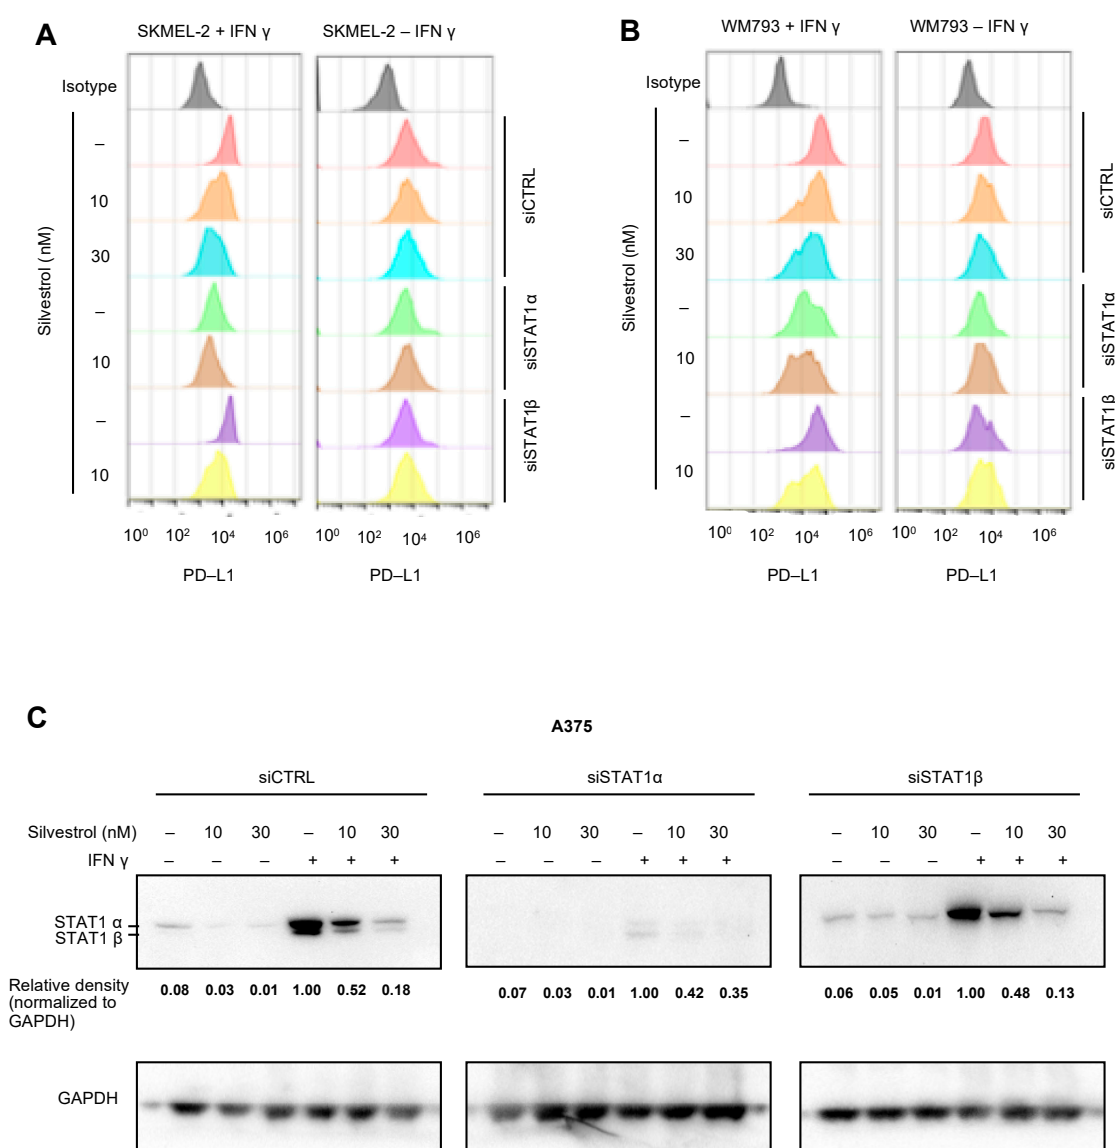 A
SKMEL-2 + IFN γ
SKMEL-2 – IFN γ
Isotype
–
10
30
–
10
–
10
Silvestrol (nM)
siCTRL
siSTAT1α
siSTAT1β
10⁰ 10² 10⁴ 10⁶
10⁰ 10² 10⁴ 10⁶
PD–L1
PD–L1
B
WM793 + IFN γ
WM793 – IFN γ
Isotype
–
10
30
–
10
–
10
Silvestrol (nM)
siCTRL
siSTAT1α
siSTAT1β
10⁰ 10² 10⁴ 10⁶
10⁰ 10² 10⁴ 10⁶
PD–L1
PD–L1
C
A375
siCTRL siSTAT1α siSTAT1β
Silvestrol (nM) – 10 30 – 10 30 – 10 30 – 10 30 – 10 30 – 10 30
IFN γ – – – + + + – – – + + + – – – + + +
STAT1 α
STAT1 β
Relative density
(normalized to
GAPDH)
0.08 0.03 0.01 1.00 0.52 0.18 0.07 0.03 0.01 1.00 0.42 0.35 0.06 0.05 0.01 1.00 0.48 0.13
GAPDH